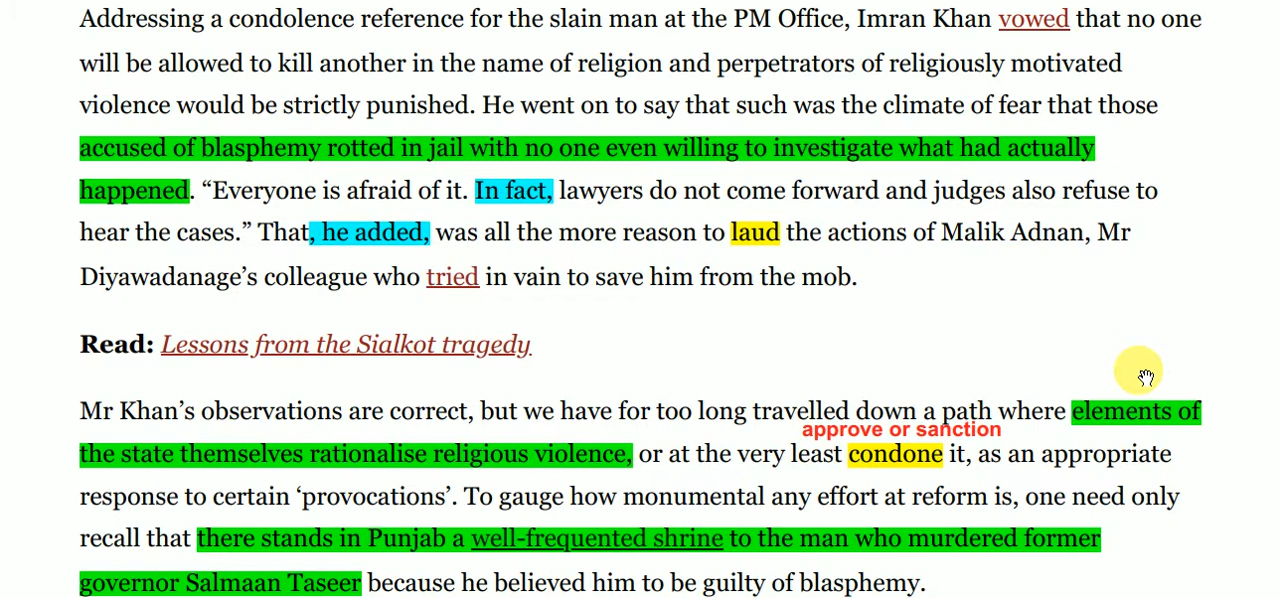 Addressing a condolence reference for the slain man at the PM Office, Imran Khan vowed that no one
will be allowed to kill another in the name of religion and perpetrators of religiously motivated
violence would be strictly punished. He went on to say that such was the climate of fear that those
accused of blasphemy rotted in jail with no one even willing to investigate what had actually
happened. “Everyone is afraid of it. In fact, lawyers do not come forward and judges also refuse to
hear the cases.” That, he added, was all the more reason to laud the actions of Malik Adnan, Mr
Diyawadanage’s colleague who tried in vain to save him from the mob.
Read: Lessons from the Sialkot tragedy
Mr Khan’s observations are correct, but we have for too long travelled down a path where elements of
approve or sanction
the state themselves rationalise religious violence, or at the very least condone it, as an appropriate
response to certain ‘provocations’. To gauge how monumental any effort at reform is, one need only
recall that there stands in Punjab a well-frequented shrine to the man who murdered former
governor Salmaan Taseer because he believed him to be guilty of blasphemy.